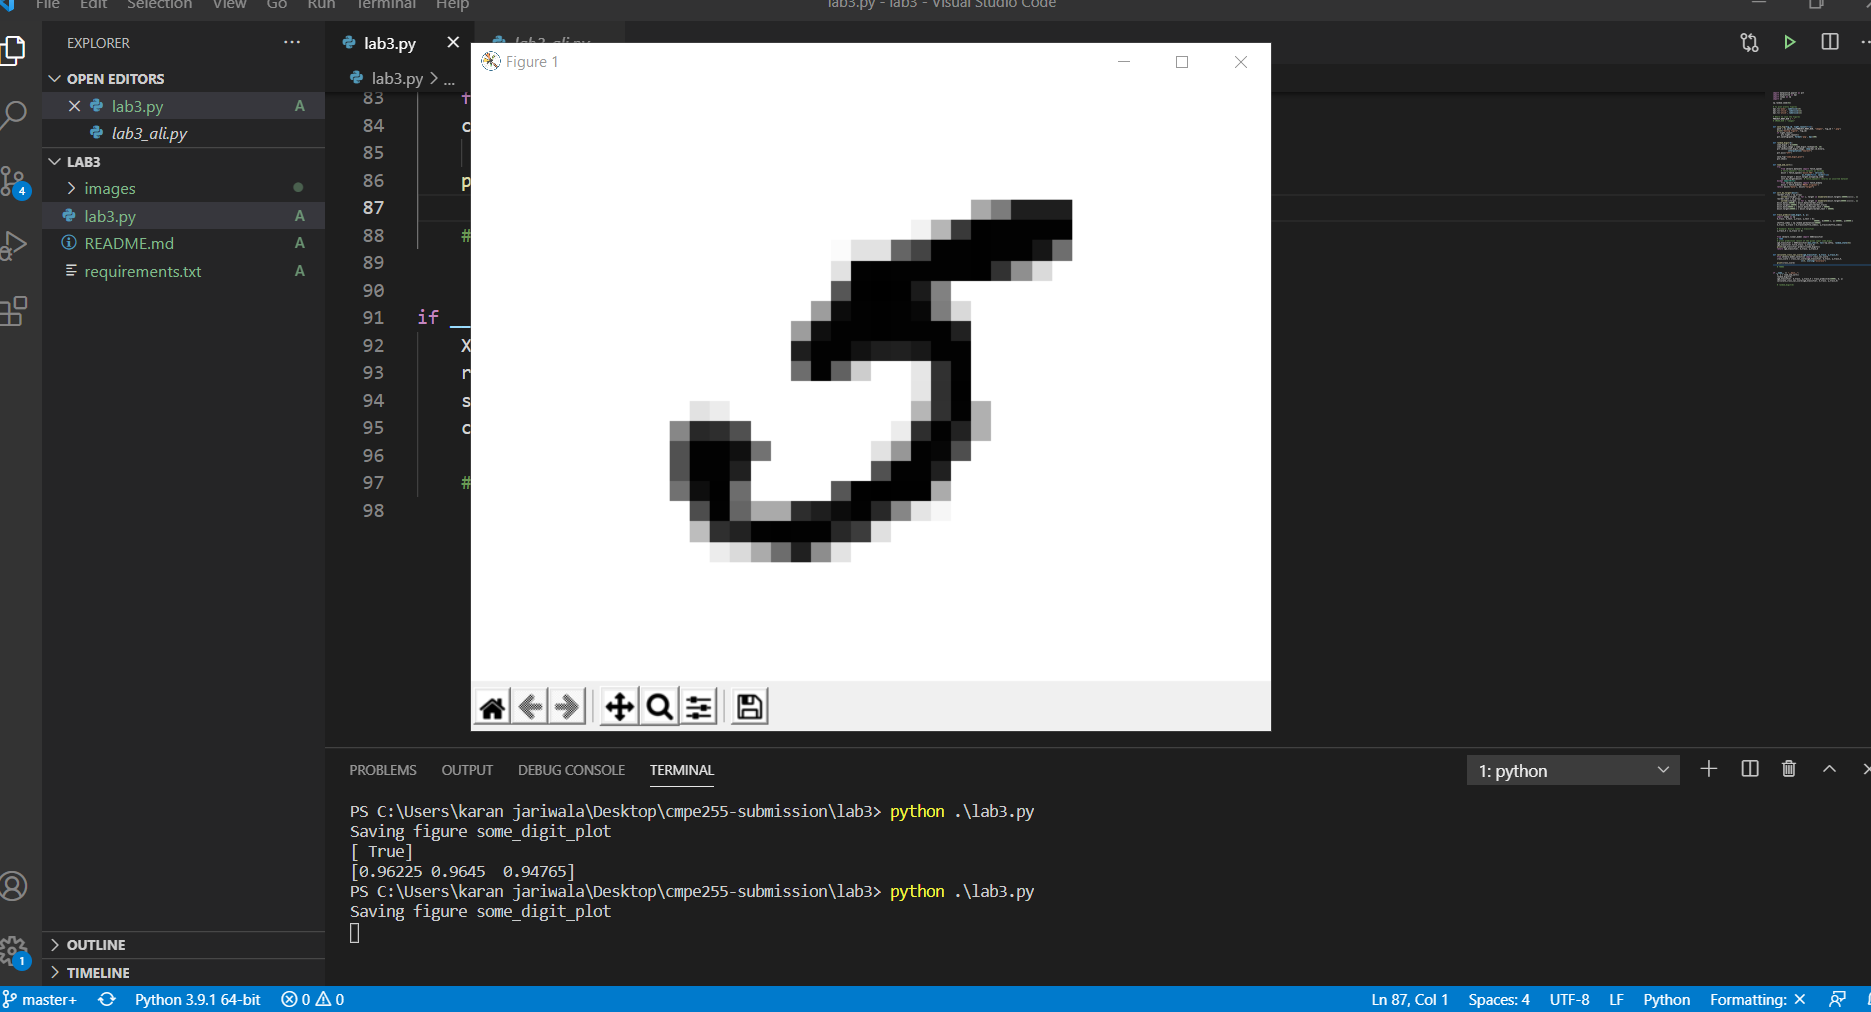 File Edit Selection View Go Run Terminal Help
lab3.py - lab3 - Visual Studio Code
EXPLORER
OPEN EDITORS
lab3.py A
lab3_ali.py
LAB3
images
lab3.py A
README.md A
requirements.txt A
OUTLINE
TIMELINE
lab3.py
lab3_ali.py
lab3.py > ...
83 f
84 c
85
86 p
87
88 #
89
90
91 if __
92 X
93 r
94 s
95 c
96
97 #
98
Figure 1
PROBLEMS OUTPUT DEBUG CONSOLE TERMINAL
1: python
PS C:\Users\karan jariwala\Desktop\cmpe255-submission\lab3> python .\lab3.py
Saving figure some_digit_plot
[ True]
[0.96225 0.9645  0.94765]
PS C:\Users\karan jariwala\Desktop\cmpe255-submission\lab3> python .\lab3.py
Saving figure some_digit_plot
4
1
master+ Python 3.9.1 64-bit 0 0
Ln 87, Col 1 Spaces: 4 UTF-8 LF Python Formatting: ✕
5